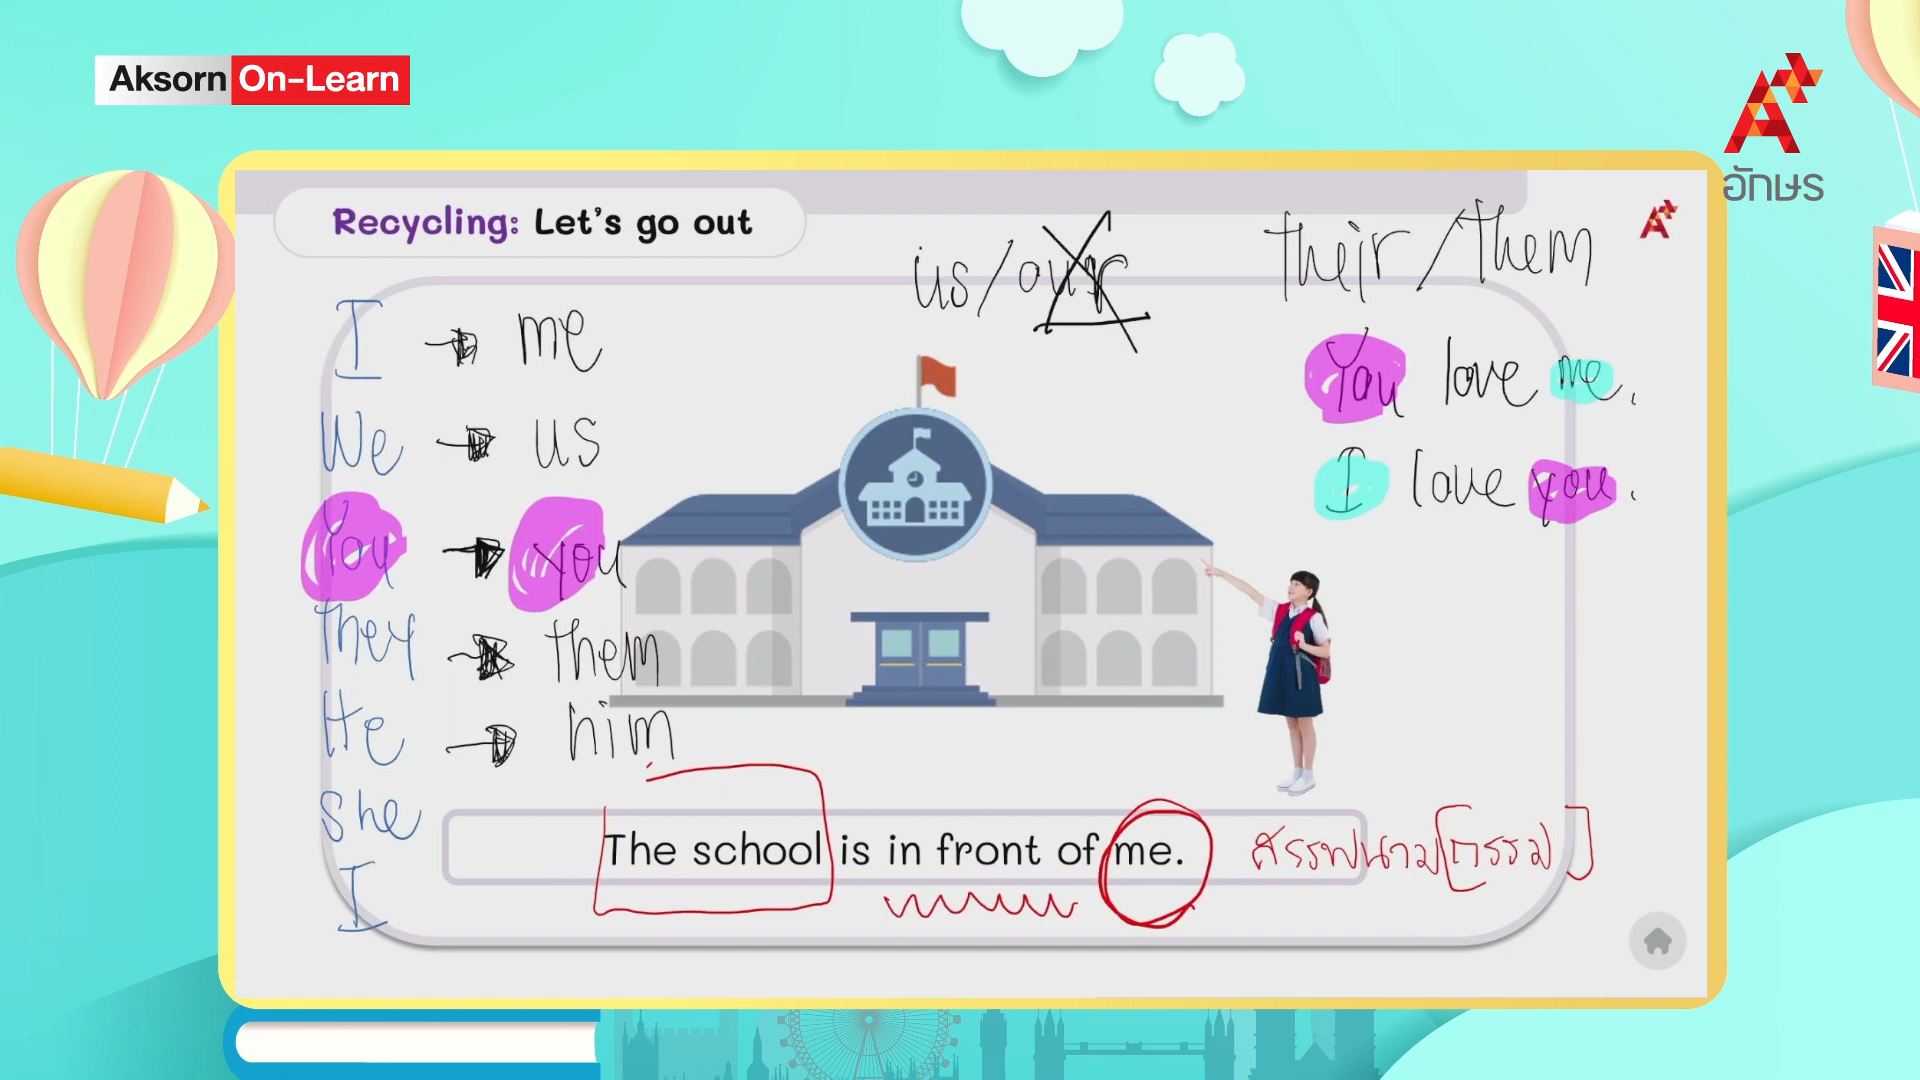 Aksorn On-Learn
อักษร
Recycling: Let's go out
us/our
their/them
I → me
We → us
You → you
They → them
He → him
She
I
You love me.
I love you.
The school is in front of me.
สรรพนาม [กรรม]